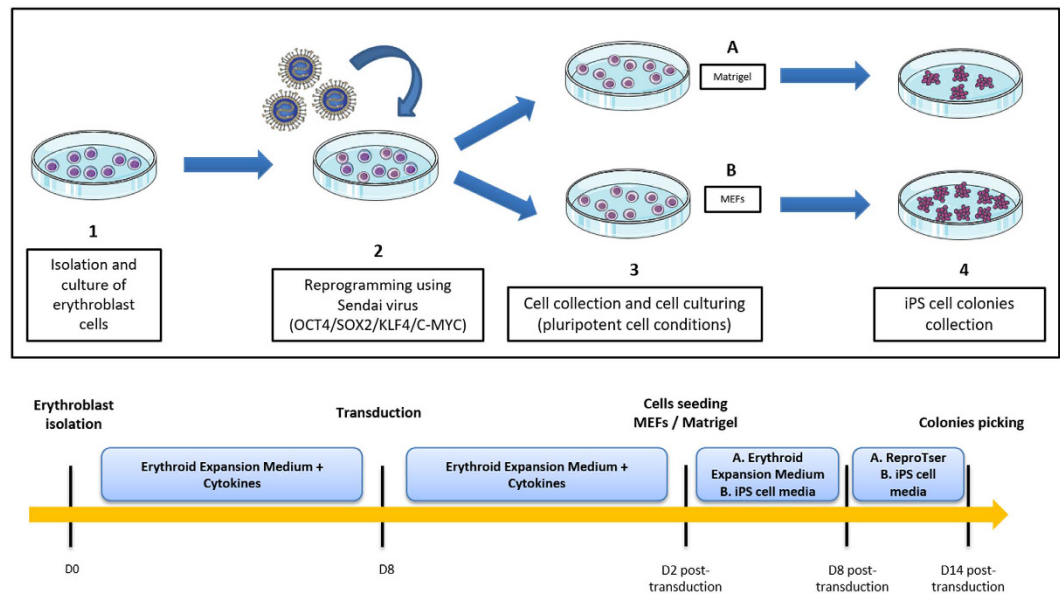 A
Matrigel
B
MEFs
1
Isolation and
culture of
erythroblast
cells
2
Reprogramming using
Sendai virus
(OCT4/SOX2/KLF4/C-MYC)
3
Cell collection and cell culturing
(pluripotent cell conditions)
4
iPS cell colonies
collection
Erythroblast
isolation
Transduction
Cells seeding
MEFs / Matrigel
Colonies picking
Erythroid Expansion Medium +
Cytokines
Erythroid Expansion Medium +
Cytokines
A. Erythroid
Expansion Medium
B. iPS cell media
A. ReproTser
B. iPS cell
media
D0
D8
D2 post-
transduction
D8 post-
transduction
D14 post-
transduction